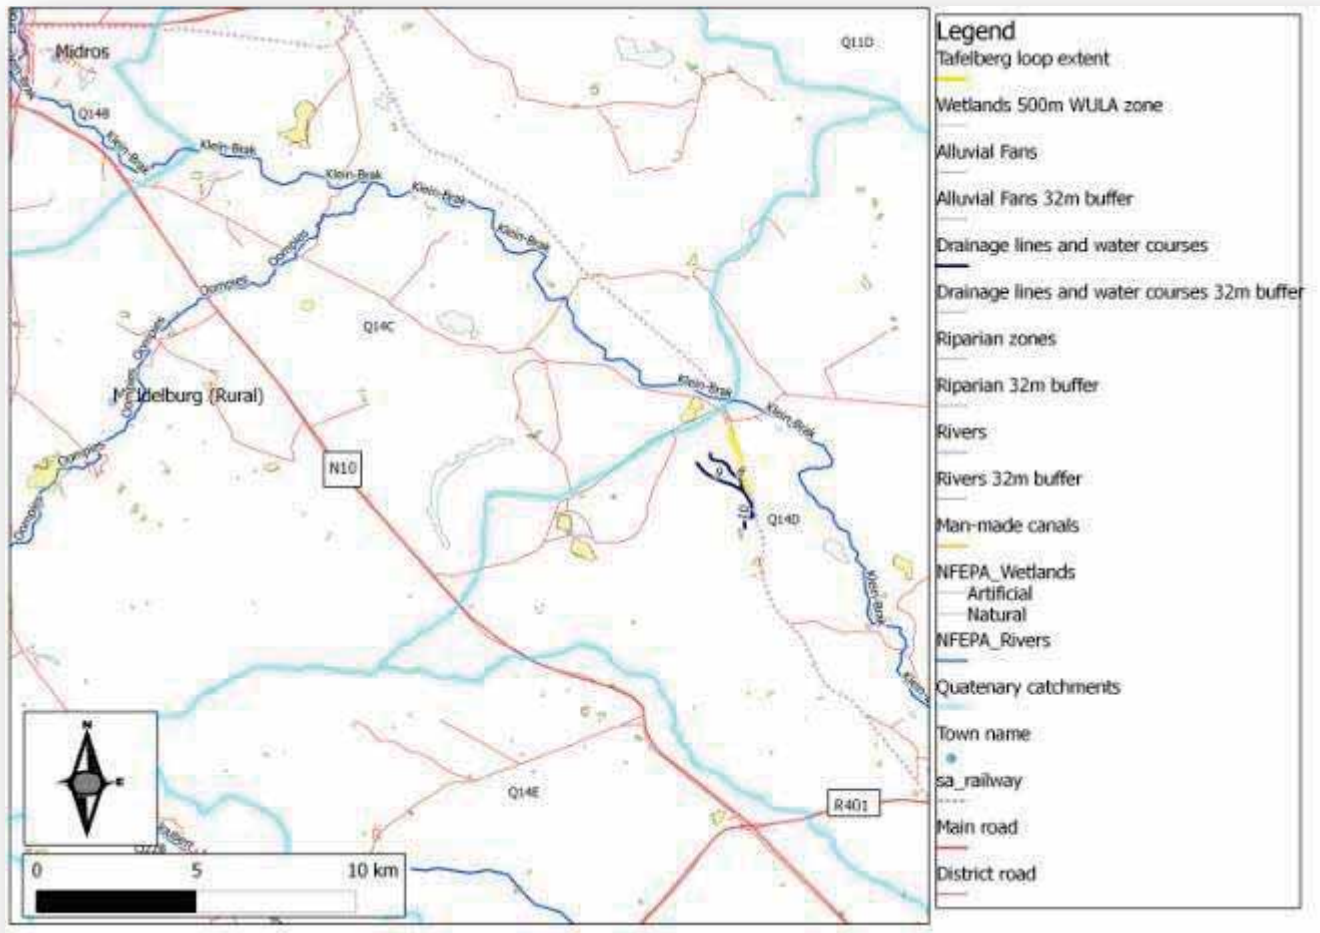 Midros
Q11D
Q14B
Klein-Brak
Klein-Brak
Klein-Brak
Klein-Brak
Klein-Brak
Oompies
Oompies
Q14C
Oompies
Klein-Brak
Klein-Brak
Oompies
Oompies
N10
9
Q14D
Oompies
Klein-Brak
N
E
Q14E
R401
0 5 10 km
Legend
Tafelberg loop extent
Wetlands 500m WULA zone
Alluvial Fans
Alluvial Fans 32m buffer
Drainage lines and water courses
Drainage lines and water courses 32m buffer
Riparian zones
Riparian 32m buffer
Rivers
Rivers 32m buffer
Man-made canals
NFEPA_Wetlands
Artificial
Natural
NFEPA_Rivers
Quatenary catchments
Town name
sa_railway
Main road
District road